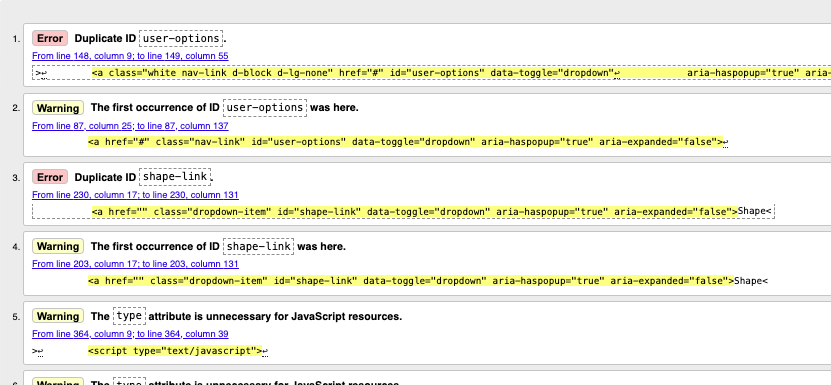 1. Error Duplicate ID user-options.
From line 148, column 9; to line 149, column 55
>↩ <a class="white nav-link d-block d-lg-none" href="#" id="user-options" data-toggle="dropdown"↩ aria-haspopup="true" aria-
2. Warning The first occurrence of ID user-options was here.
From line 87, column 25; to line 87, column 137
<a href="#" class="nav-link" id="user-options" data-toggle="dropdown" aria-haspopup="true" aria-expanded="false">↩
3. Error Duplicate ID shape-link.
From line 230, column 17; to line 230, column 131
<a href="" class="dropdown-item" id="shape-link" data-toggle="dropdown" aria-haspopup="true" aria-expanded="false">Shape<
4. Warning The first occurrence of ID shape-link was here.
From line 203, column 17; to line 203, column 131
<a href="" class="dropdown-item" id="shape-link" data-toggle="dropdown" aria-haspopup="true" aria-expanded="false">Shape<
5. Warning The type attribute is unnecessary for JavaScript resources.
From line 364, column 9; to line 364, column 39
>↩ <script type="text/javascript">↩
6. Warning The type attribute is unnecessary for JavaScript resources.